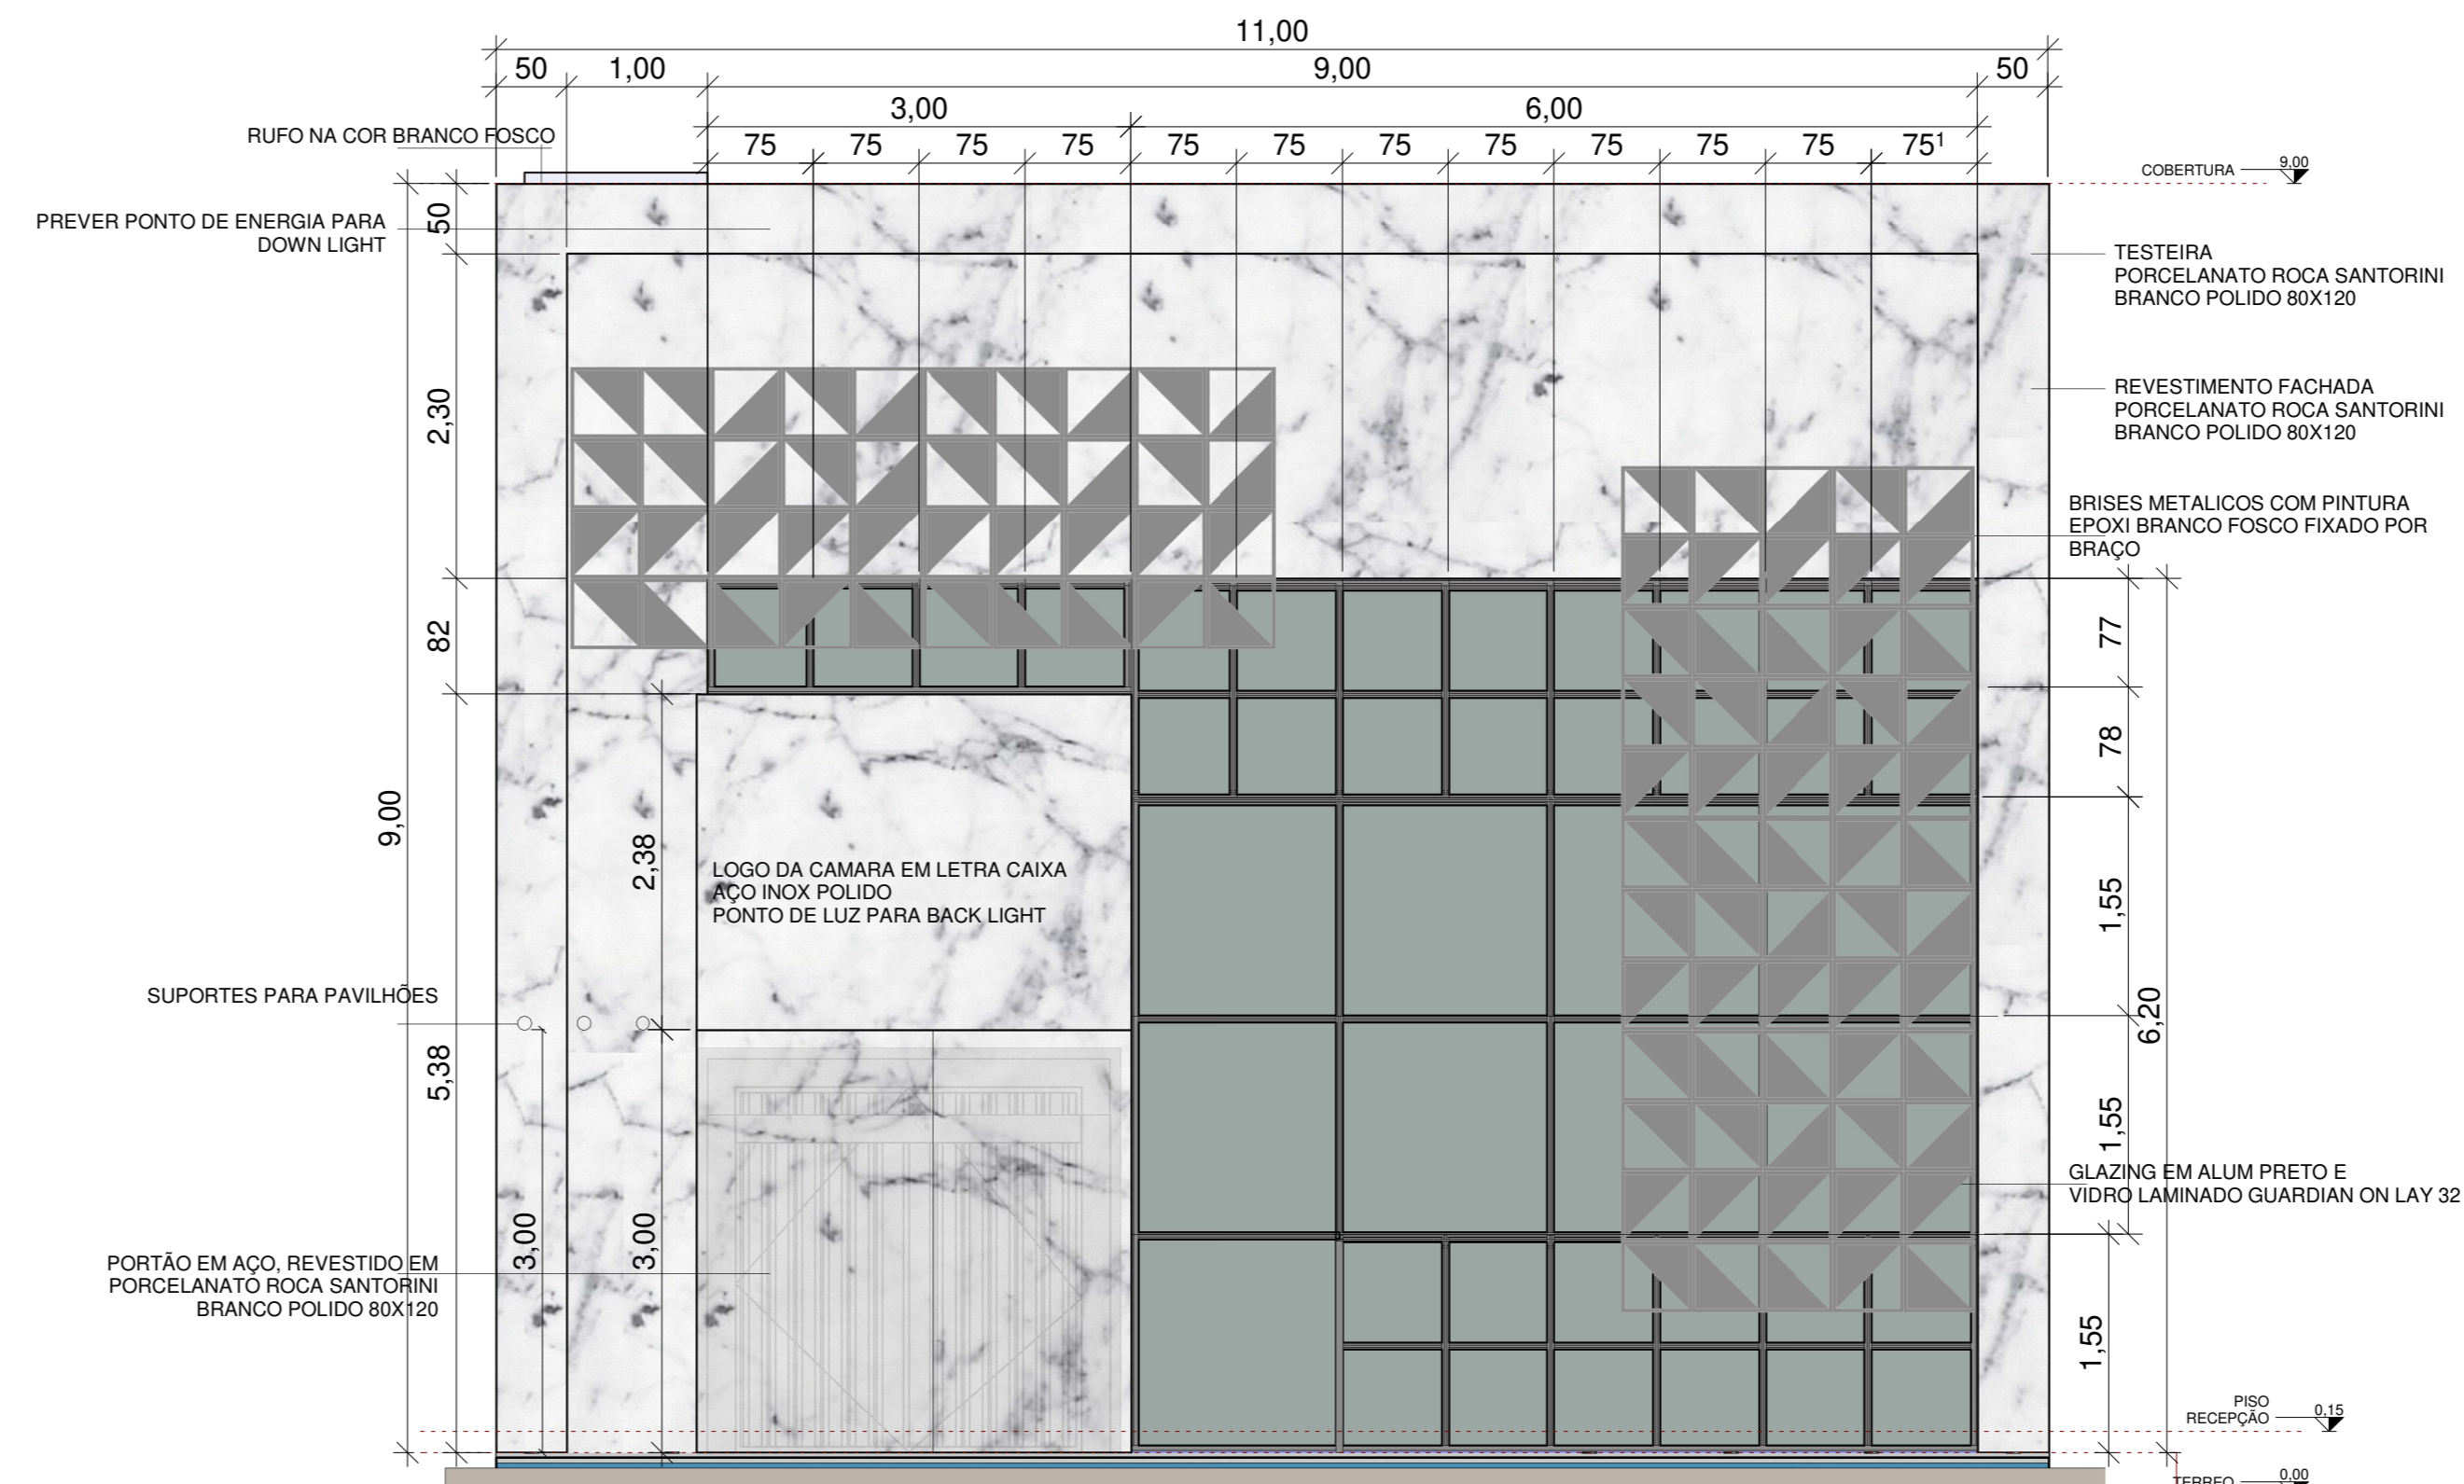 11,00
50
1,00
9,00
50
3,00
6,00
75
75
75
75
75
75
75
75
75
75
75
75¹
RUFO NA COR BRANCO FOSCO
COBERTURA
9,00
PREVER PONTO DE ENERGIA PARA
DOWN LIGHT
50
TESTEIRA
PORCELANATO ROCA SANTORINI
BRANCO POLIDO 80X120
2,30
REVESTIMENTO FACHADA
PORCELANATO ROCA SANTORINI
BRANCO POLIDO 80X120
BRISES METALICOS COM PINTURA
EPOXI BRANCO FOSCO FIXADO POR
BRAÇO
82
77
78
9,00
2,38
LOGO DA CAMARA EM LETRA CAIXA
AÇO INOX POLIDO
PONTO DE LUZ PARA BACK LIGHT
1,55
SUPORTES PARA PAVILHÕES
6,20
5,38
1,55
GLAZING EM ALUM PRETO E
VIDRO LAMINADO GUARDIAN ON LAY 32
3,00
3,00
PORTÃO EM AÇO, REVESTIDO EM
PORCELANATO ROCA SANTORINI
BRANCO POLIDO 80X120
1,55
PISO
RECEPÇÃO
0,15
TERREO
0,00